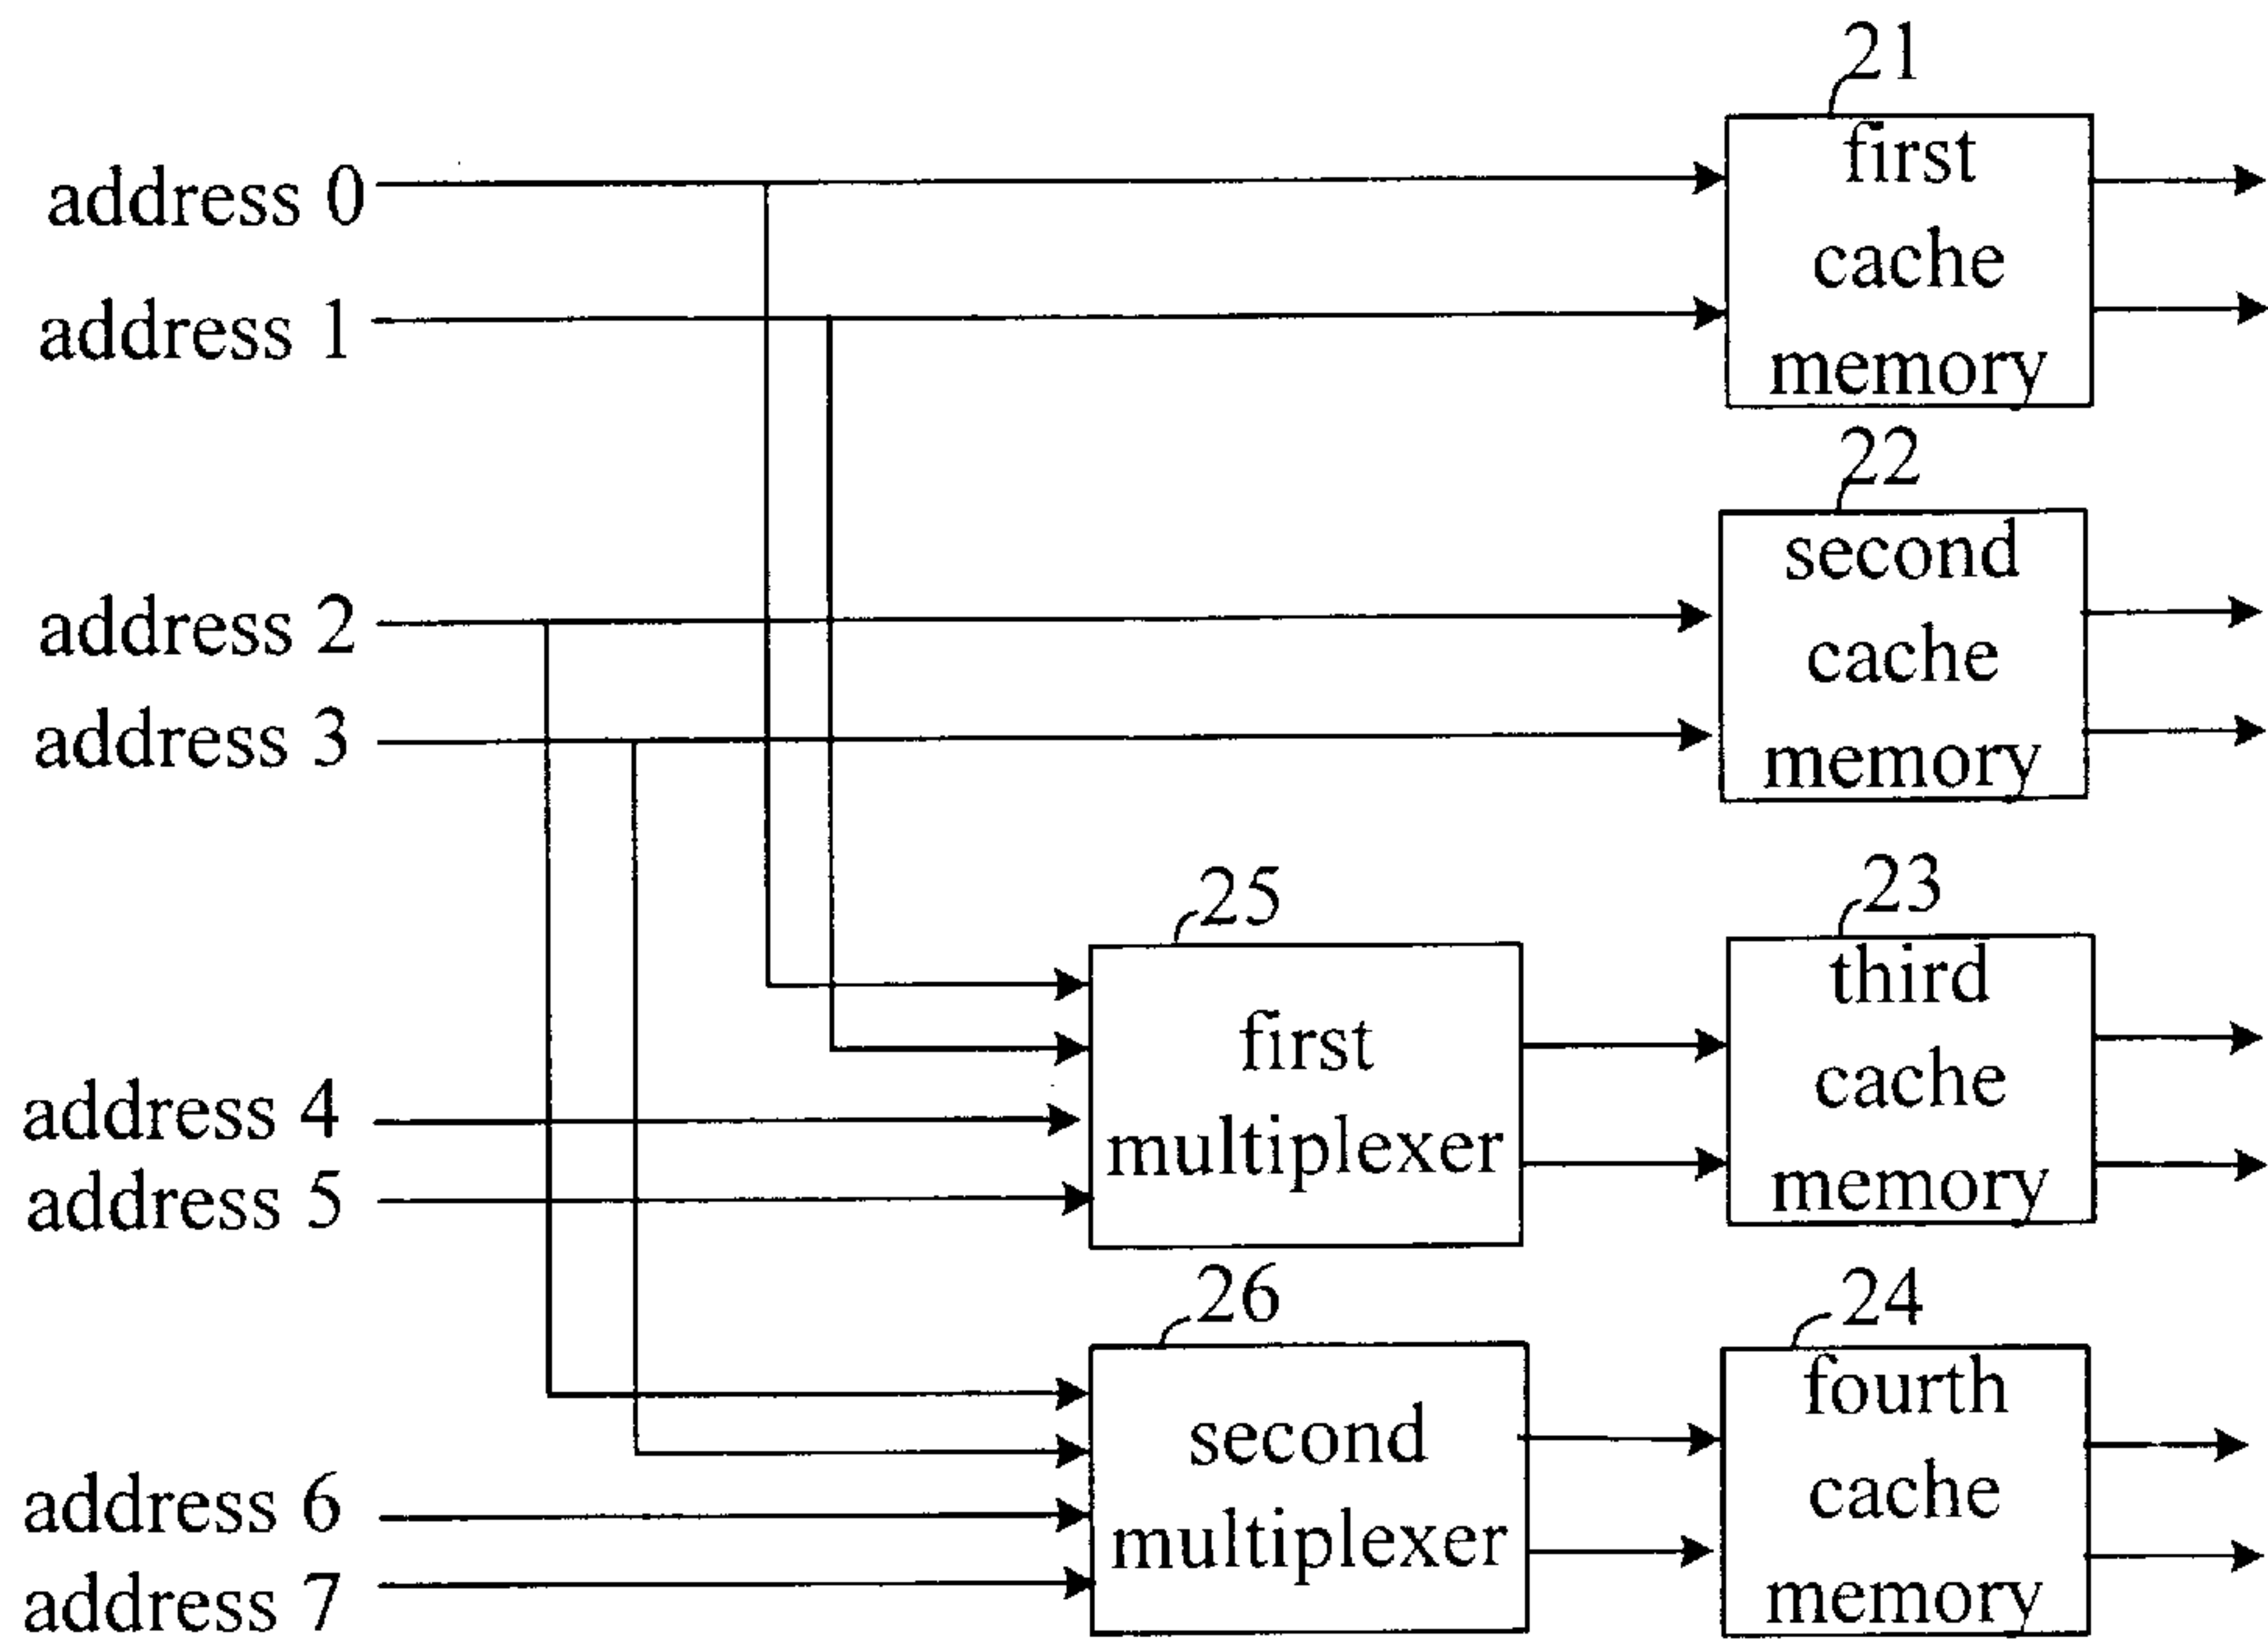 21
first
cache
memory
address 0
address 1
22
second
cache
memory
address 2
address 3
25
first
multiplexer
23
third
cache
memory
address 4
address 5
26
second
multiplexer
24
fourth
cache
memory
address 6
address 7